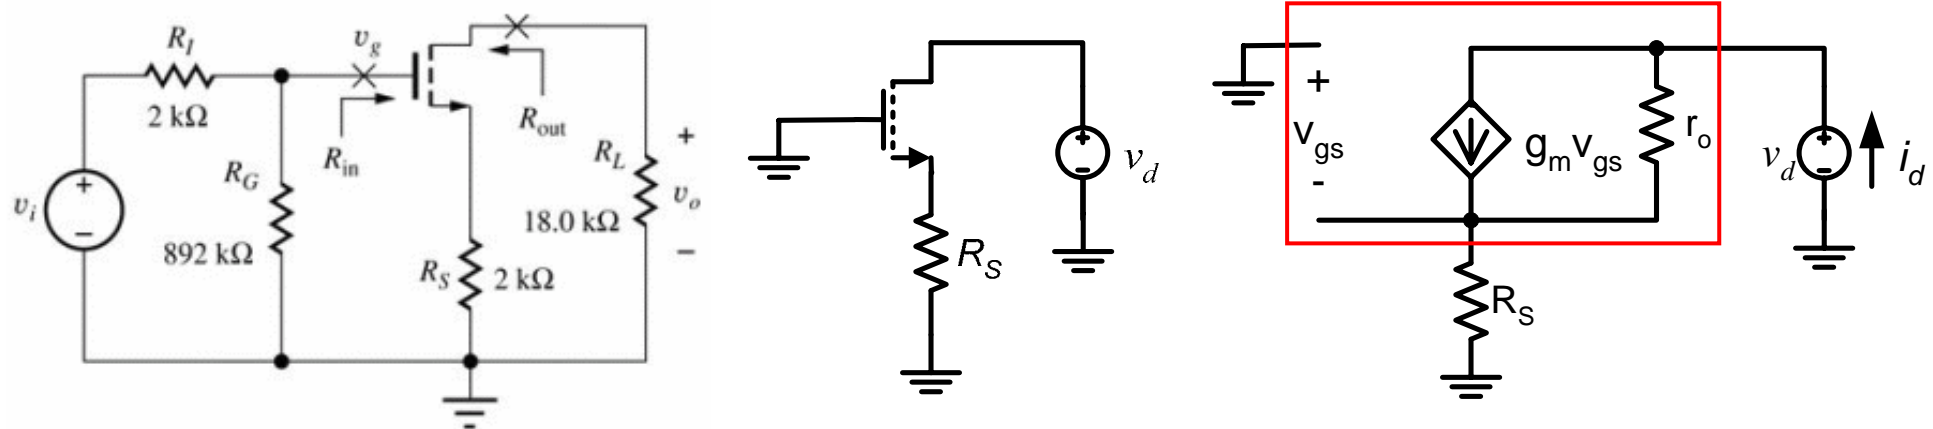 R_I
2 kΩ
v_g
R_in
R_out
R_G
892 kΩ
v_i
+
−
R_S
2 kΩ
R_L
18.0 kΩ
+
v_o
−
R_S
+
-
v_d
+
v_gs
-
g_m v_gs
r_o
R_S
v_d
+
-
i_d